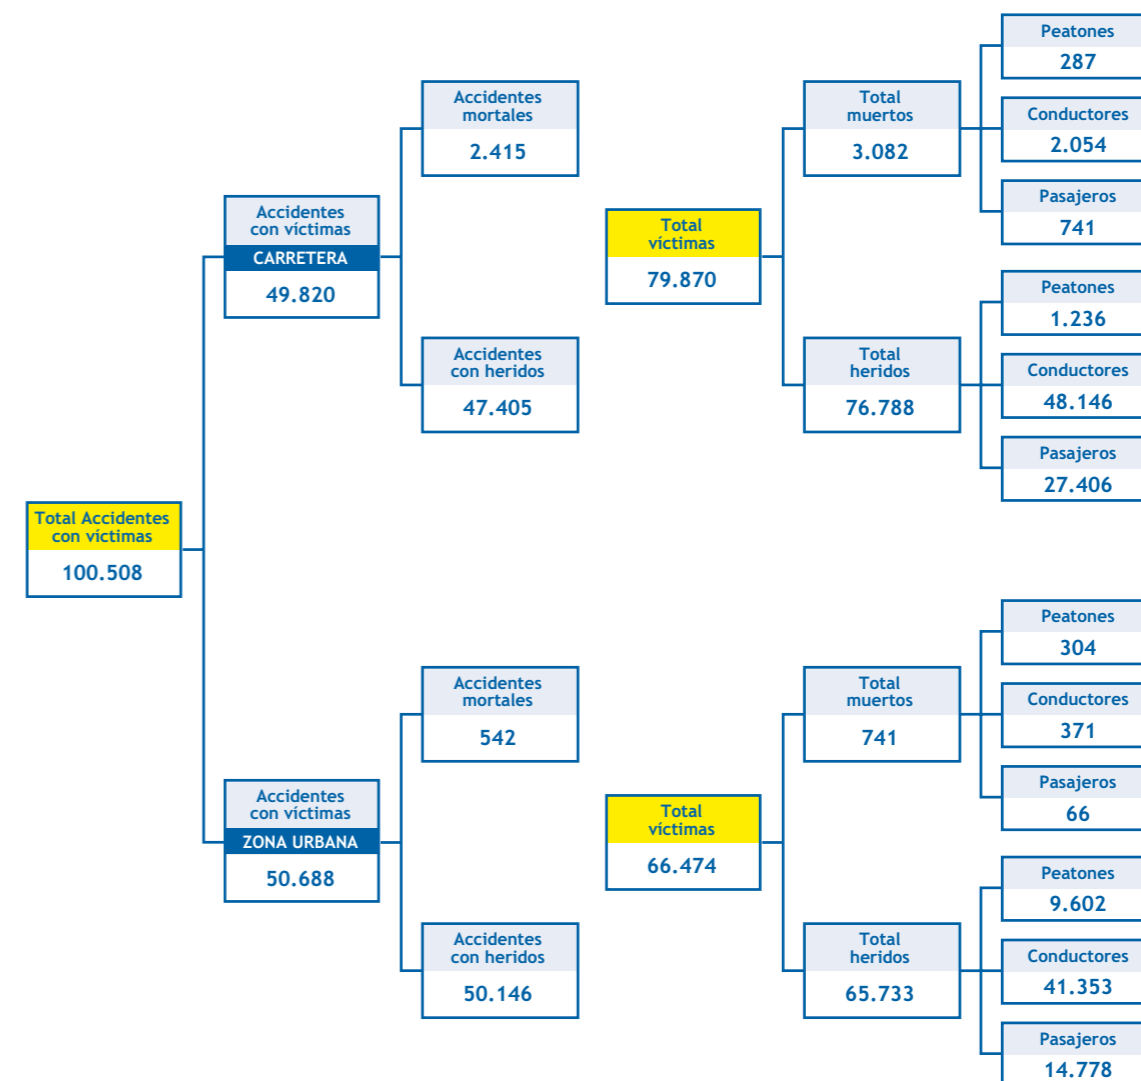 Total Accidentes
con víctimas
100.508
Accidentes
con víctimas
CARRETERA
49.820
Accidentes
mortales
2.415
Accidentes
con heridos
47.405
Total
víctimas
79.870
Total
muertos
3.082
Peatones
287
Conductores
2.054
Pasajeros
741
Total
heridos
76.788
Peatones
1.236
Conductores
48.146
Pasajeros
27.406
Accidentes
con víctimas
ZONA URBANA
50.688
Accidentes
mortales
542
Accidentes
con heridos
50.146
Total
víctimas
66.474
Total
muertos
741
Peatones
304
Conductores
371
Pasajeros
66
Total
heridos
65.733
Peatones
9.602
Conductores
41.353
Pasajeros
14.778